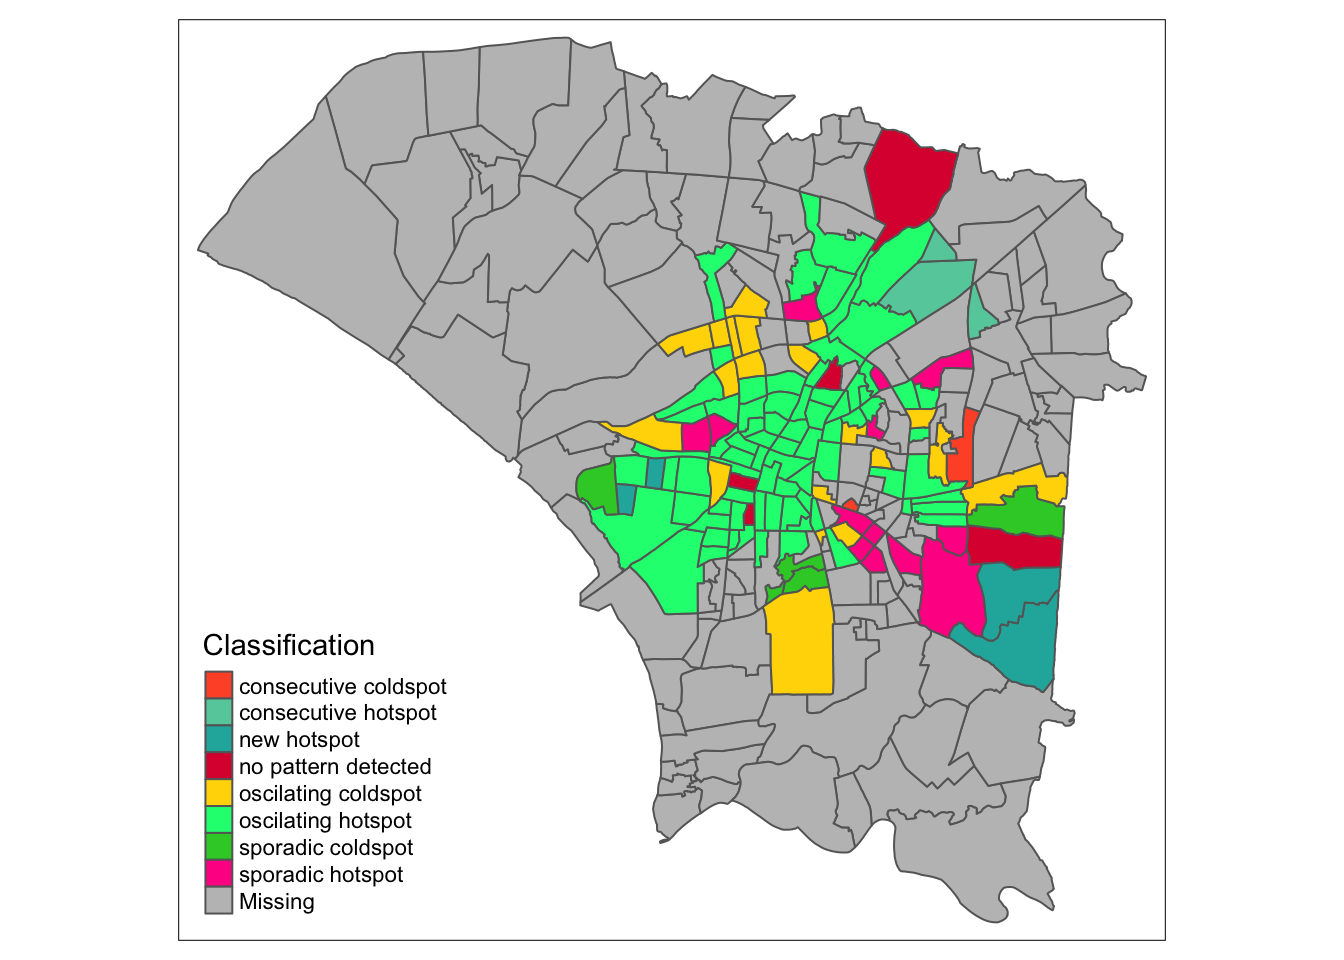 Classification
consecutive coldspot
consecutive hotspot
new hotspot
no pattern detected
oscilating coldspot
oscilating hotspot
sporadic coldspot
sporadic hotspot
Missing